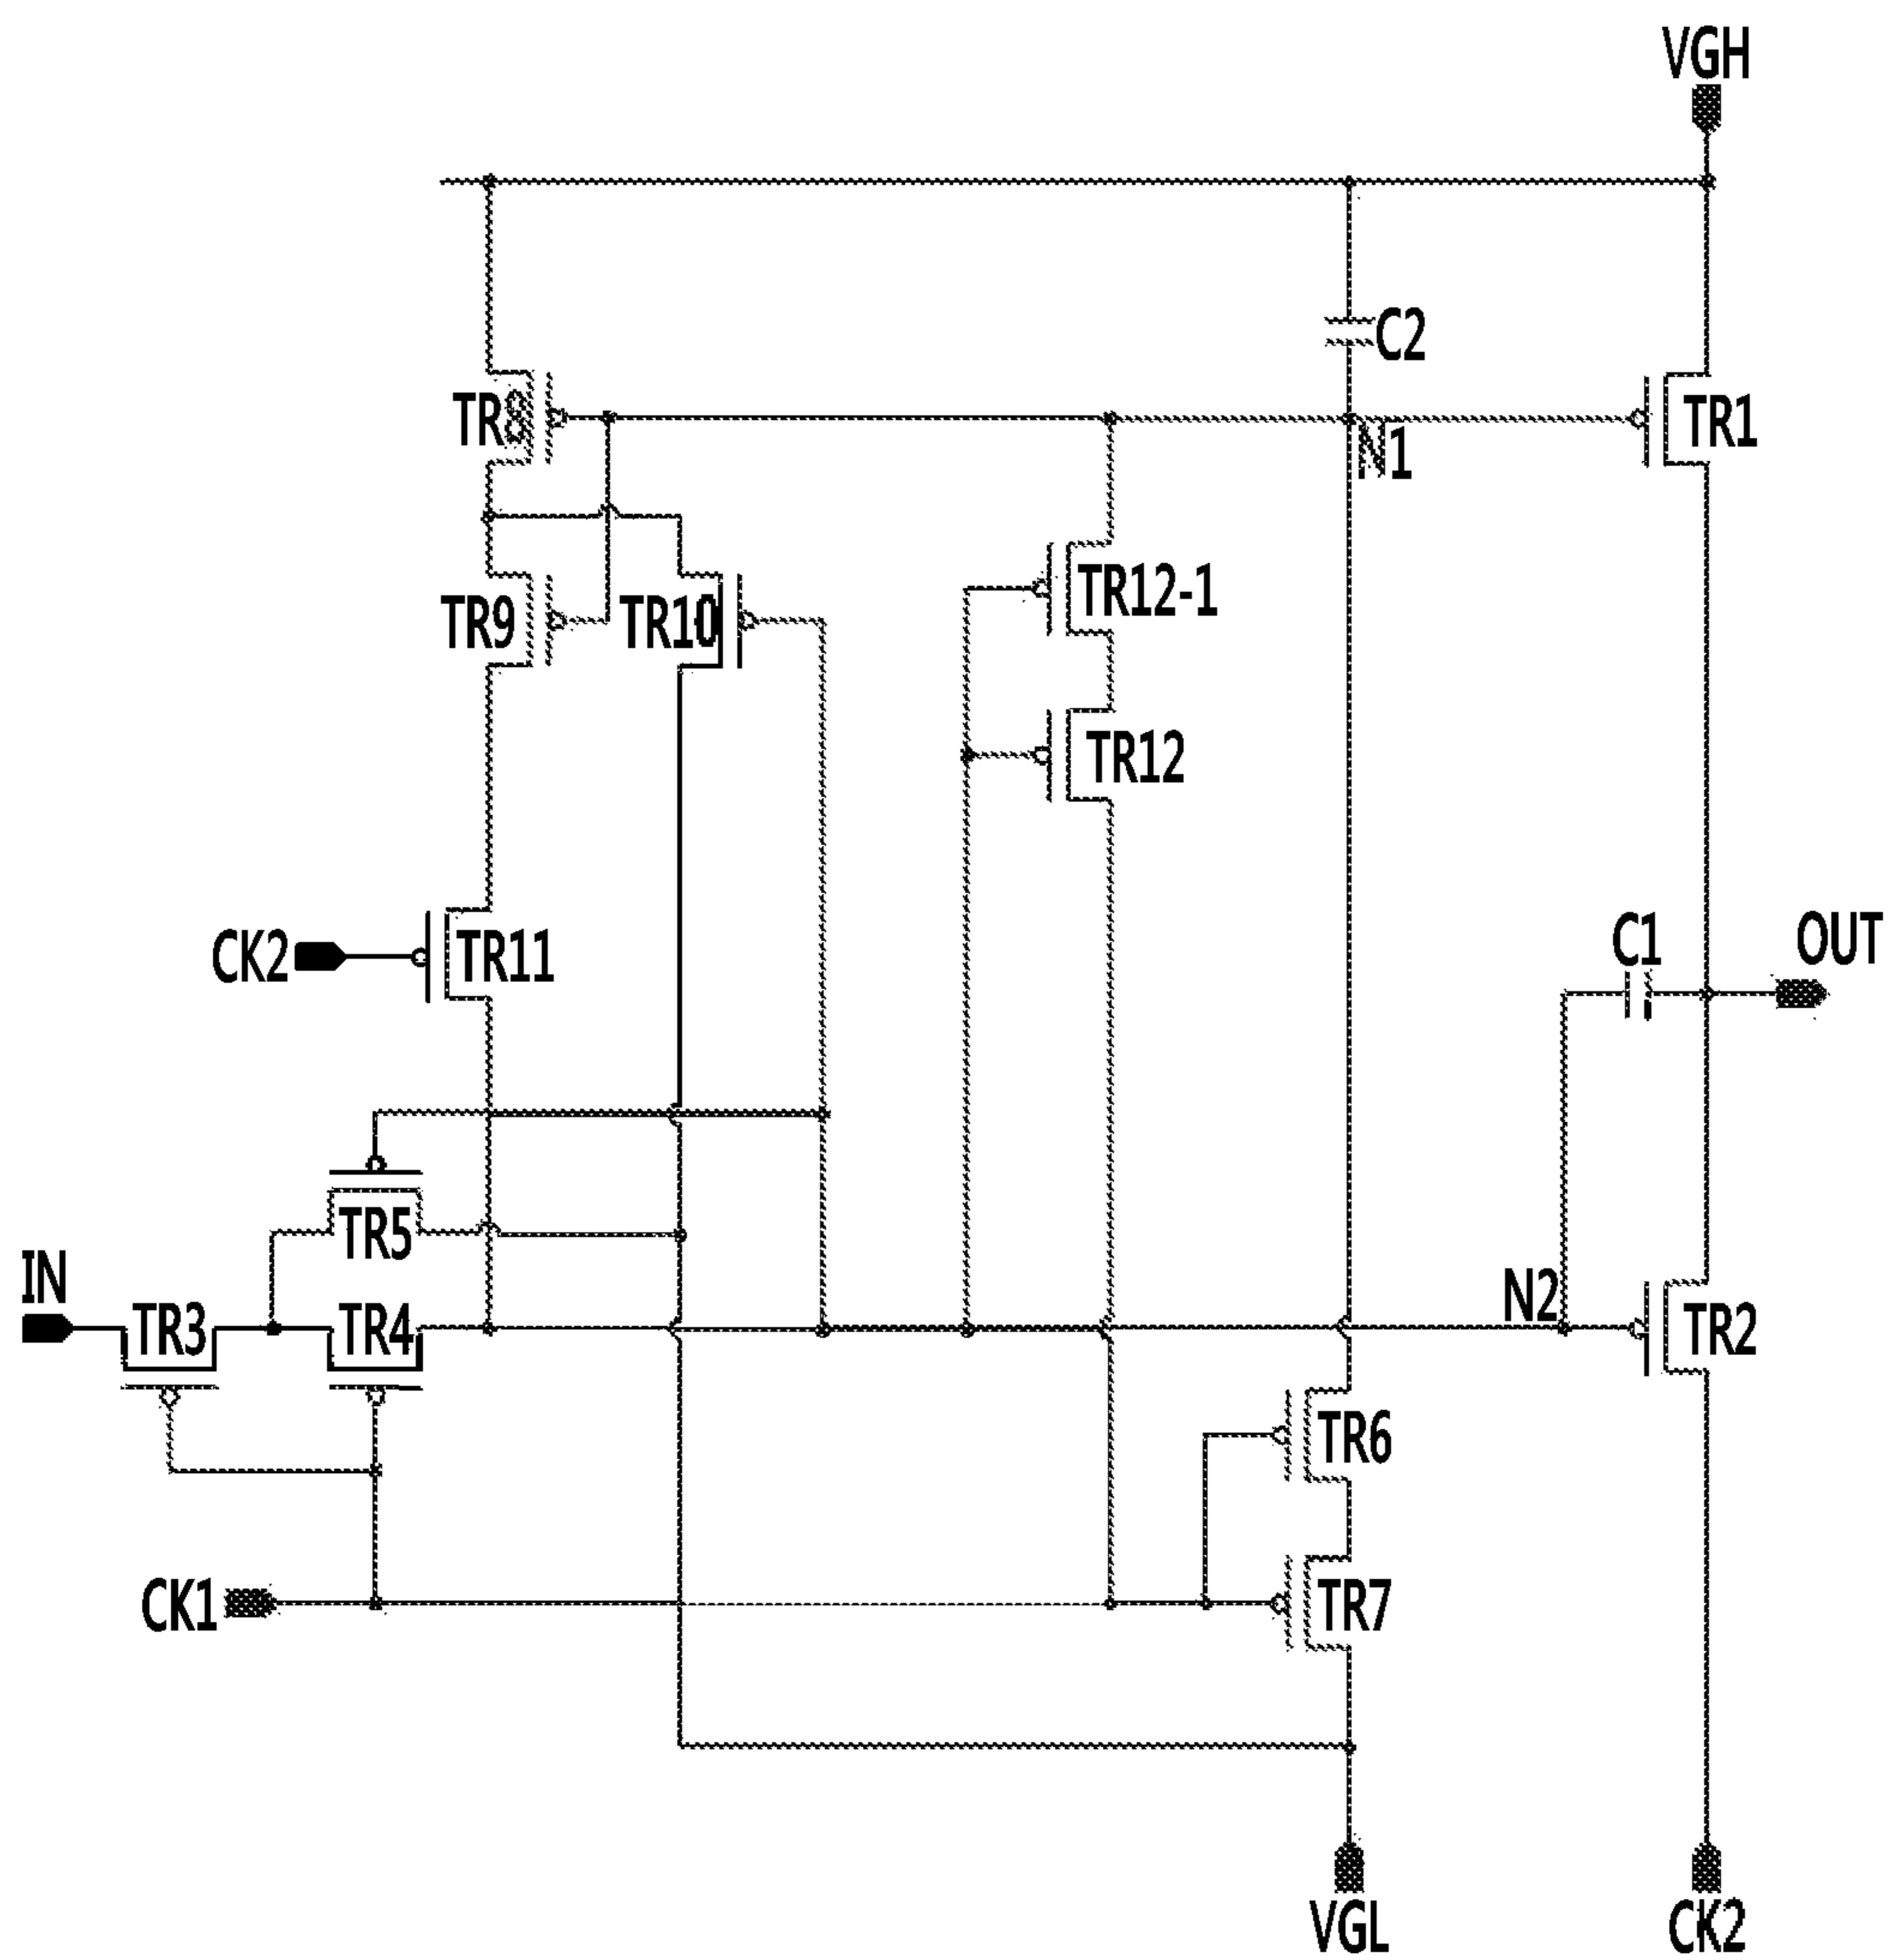 VGH
C2
TR8
TR1
N1
TR12-1
TR9
TR10
TR12
CK2
TR11
C1
OUT
TR5
IN
N2
TR3
TR4
TR2
TR6
CK1
TR7
VGL
CK2